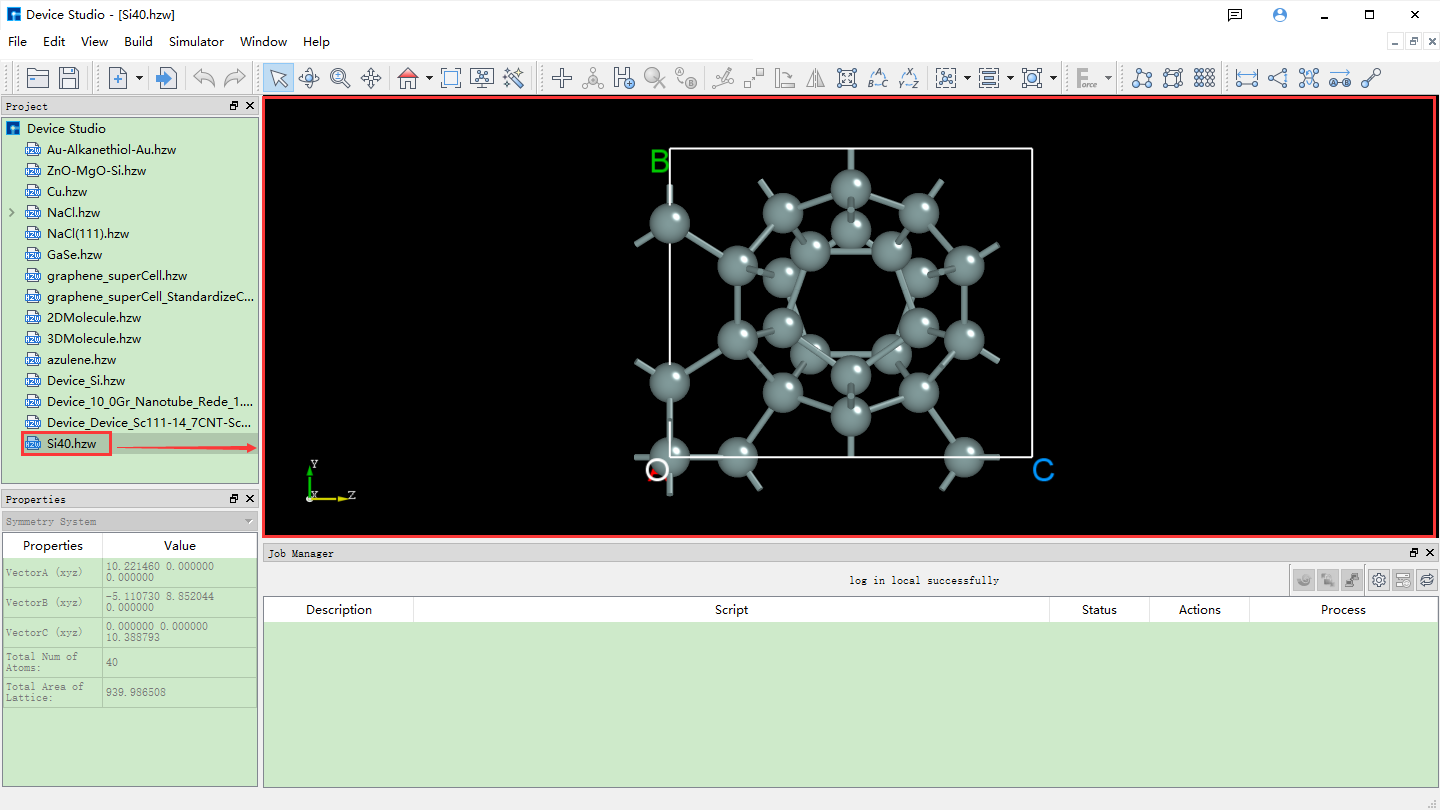 Device Studio - [Si40.hzw]
File Edit View Build Simulator Window Help
Force
Project
Device Studio
Au-Alkanethiol-Au.hzw
ZnO-MgO-Si.hzw
Cu.hzw
NaCl.hzw
NaCl(111).hzw
GaSe.hzw
graphene_superCell.hzw
graphene_superCell_StandardizeC...
2DMolecule.hzw
3DMolecule.hzw
azulene.hzw
Device_Si.hzw
Device_10_0Gr_Nanotube_Rede_1....
Device_Device_Sc111-14_7CNT-Sc...
Si40.hzw
B
O
C
Y
X
Z
Properties
Symmetry System
Properties Value
VectorA (xyz) 10.221460 0.000000
0.000000
VectorB (xyz) -5.110730 8.852044
0.000000
VectorC (xyz) 0.000000 0.000000
10.388793
Total Num of
Atoms: 40
Total Area of
Lattice: 939.986508
Job Manager
log in local successfully
Description Script Status Actions Process